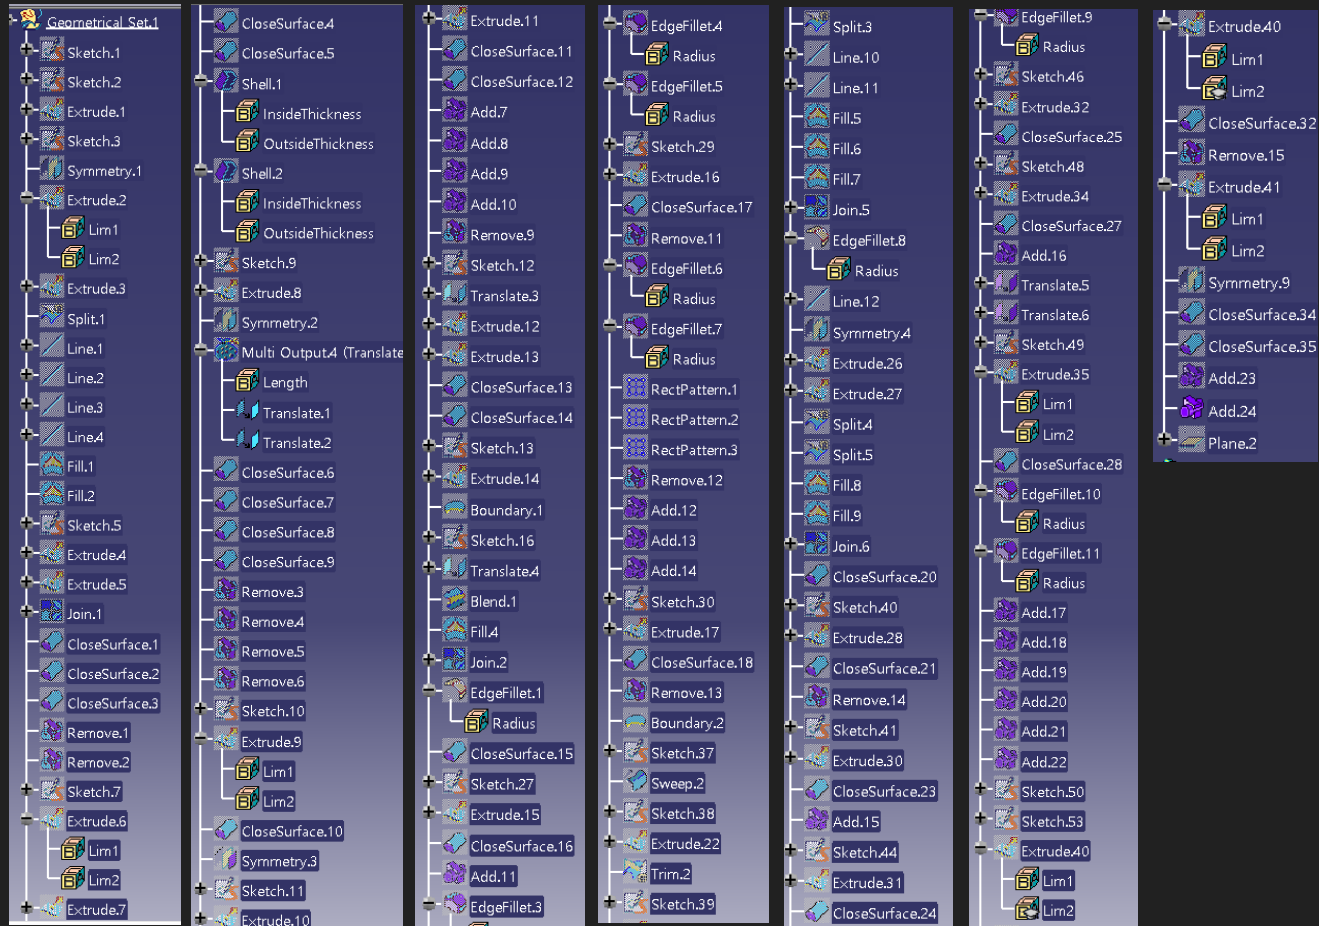 Geometrical Set.1
Sketch.1
Sketch.2
Extrude.1
Sketch.3
Symmetry.1
Extrude.2
Lim1
Lim2
Extrude.3
Split.1
Line.1
Line.2
Line.3
Line.4
Fill.1
Fill.2
Sketch.5
Extrude.4
Extrude.5
Join.1
CloseSurface.1
CloseSurface.2
CloseSurface.3
Remove.1
Remove.2
Sketch.7
Extrude.6
Lim1
Lim2
Extrude.7
CloseSurface.4
CloseSurface.5
Shell.1
InsideThickness
OutsideThickness
Shell.2
InsideThickness
OutsideThickness
Sketch.9
Extrude.8
Symmetry.2
Multi Output.4 (Translate
Length
Translate.1
Translate.2
CloseSurface.6
CloseSurface.7
CloseSurface.8
CloseSurface.9
Remove.3
Remove.4
Remove.5
Remove.6
Sketch.10
Extrude.9
Lim1
Lim2
CloseSurface.10
Symmetry.3
Sketch.11
Extrude.10
Extrude.11
CloseSurface.11
CloseSurface.12
Add.7
Add.8
Add.9
Add.10
Remove.9
Sketch.12
Translate.3
Extrude.12
Extrude.13
CloseSurface.13
CloseSurface.14
Sketch.13
Extrude.14
Boundary.1
Sketch.16
Translate.4
Blend.1
Fill.4
Join.2
EdgeFillet.1
Radius
CloseSurface.15
Sketch.27
Extrude.15
CloseSurface.16
Add.11
EdgeFillet.3
EdgeFillet.4
Radius
EdgeFillet.5
Radius
Sketch.29
Extrude.16
CloseSurface.17
Remove.11
EdgeFillet.6
Radius
EdgeFillet.7
Radius
RectPattern.1
RectPattern.2
RectPattern.3
Remove.12
Add.12
Add.13
Add.14
Sketch.30
Extrude.17
CloseSurface.18
Remove.13
Boundary.2
Sketch.37
Sweep.2
Sketch.38
Extrude.22
Trim.2
Sketch.39
Split.3
Line.10
Line.11
Fill.5
Fill.6
Fill.7
Join.5
EdgeFillet.8
Radius
Line.12
Symmetry.4
Extrude.26
Extrude.27
Split.4
Split.5
Fill.8
Fill.9
Join.6
CloseSurface.20
Sketch.40
Extrude.28
CloseSurface.21
Remove.14
Sketch.41
Extrude.30
CloseSurface.23
Add.15
Sketch.44
Extrude.31
CloseSurface.24
EdgeFillet.9
Radius
Sketch.46
Extrude.32
CloseSurface.25
Sketch.48
Extrude.34
CloseSurface.27
Add.16
Translate.5
Translate.6
Sketch.49
Extrude.35
Lim1
Lim2
CloseSurface.28
EdgeFillet.10
Radius
EdgeFillet.11
Radius
Add.17
Add.18
Add.19
Add.20
Add.21
Add.22
Sketch.50
Sketch.53
Extrude.40
Lim1
Lim2
Extrude.40
Lim1
Lim2
CloseSurface.32
Remove.15
Extrude.41
Lim1
Lim2
Symmetry.9
CloseSurface.34
CloseSurface.35
Add.23
Add.24
Plane.2